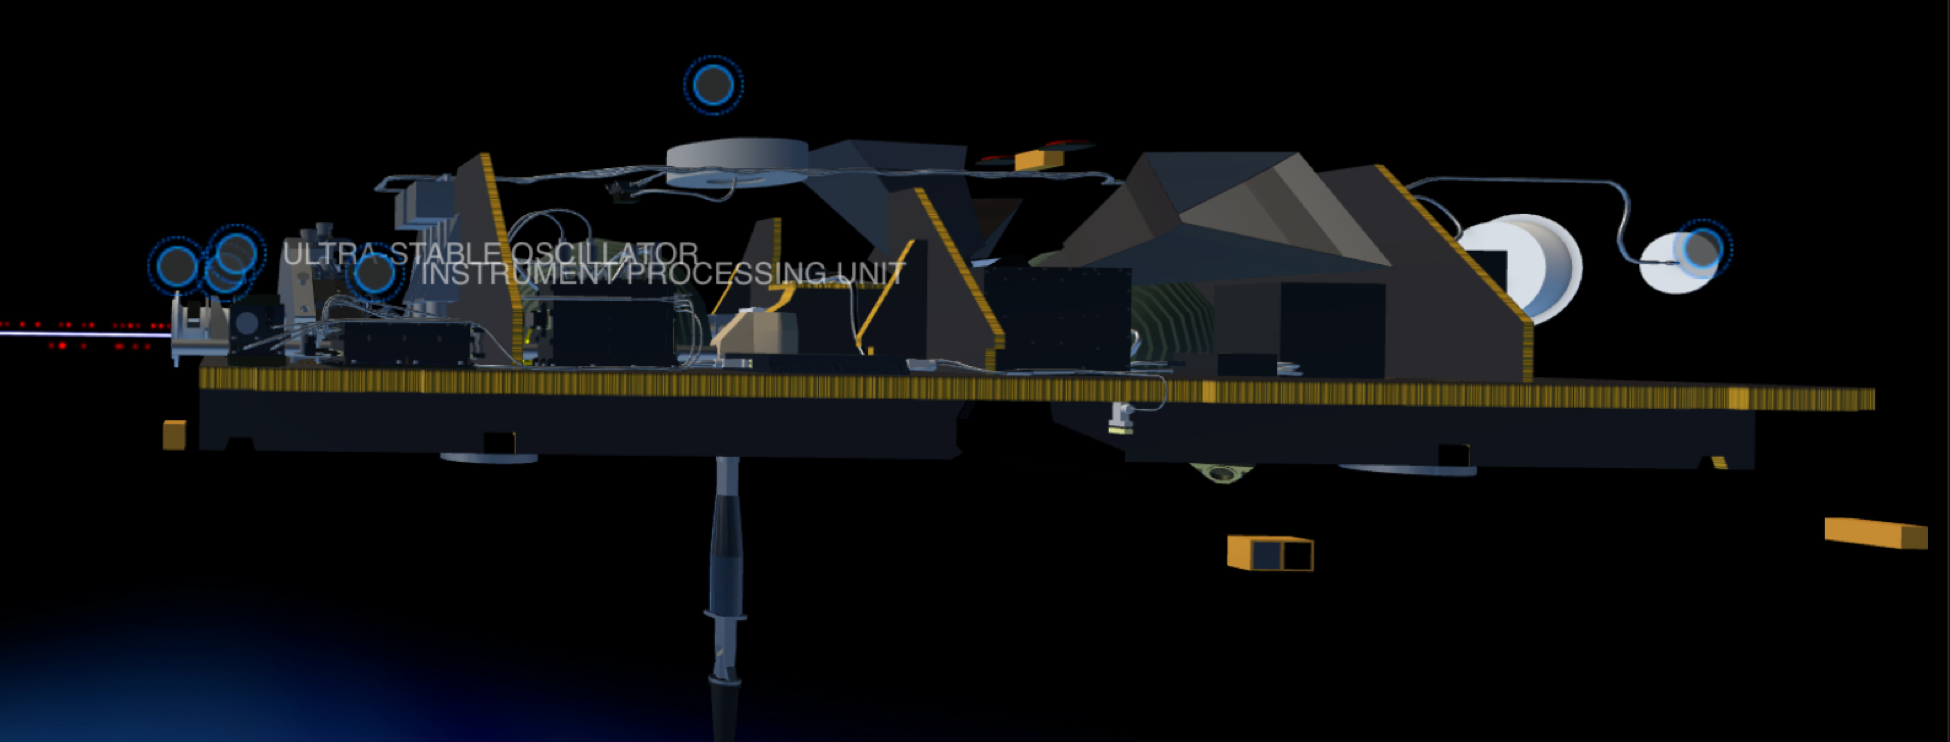 ULTRA-STABLE OSCILLATOR
INSTRUMENT PROCESSING UNIT